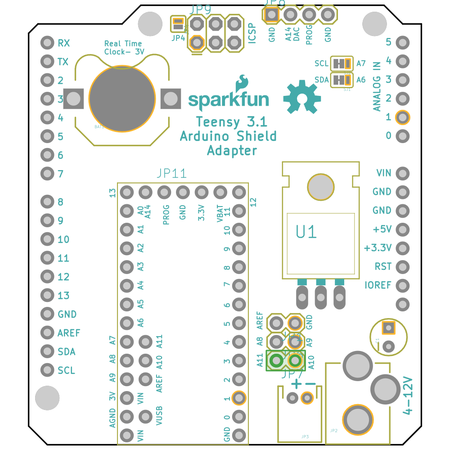 JP9
JP6
JP4
ICSP
GND
A14
DAC
PROG
GND
Real Time
Clock- 3V
RX
TX
2
3
4
5
6
7
8
9
10
11
12
13
GND
AREF
SDA
SCL
SCL A7
SDA A6
ANALOG IN
5
4
3
2
1
0
sparkfun
Teensy 3.1
Arduino Shield
Adapter
VIN
GND
GND
+5V
+3.3V
RST
IOREF
U1
JP11
13
A0
A14
PROG
GND
3.3V
VBAT
12
A1
A2
A3
A4
A5
A6
A7
A8
A9
3V
AGND
VIN
A11
A10
AREF
VIN
VUSB
11
10
9
8
7
6
5
4
3
2
1
0
GND
AREF GND
A8 A9
A11 A10
JP7
+ -
4-12V